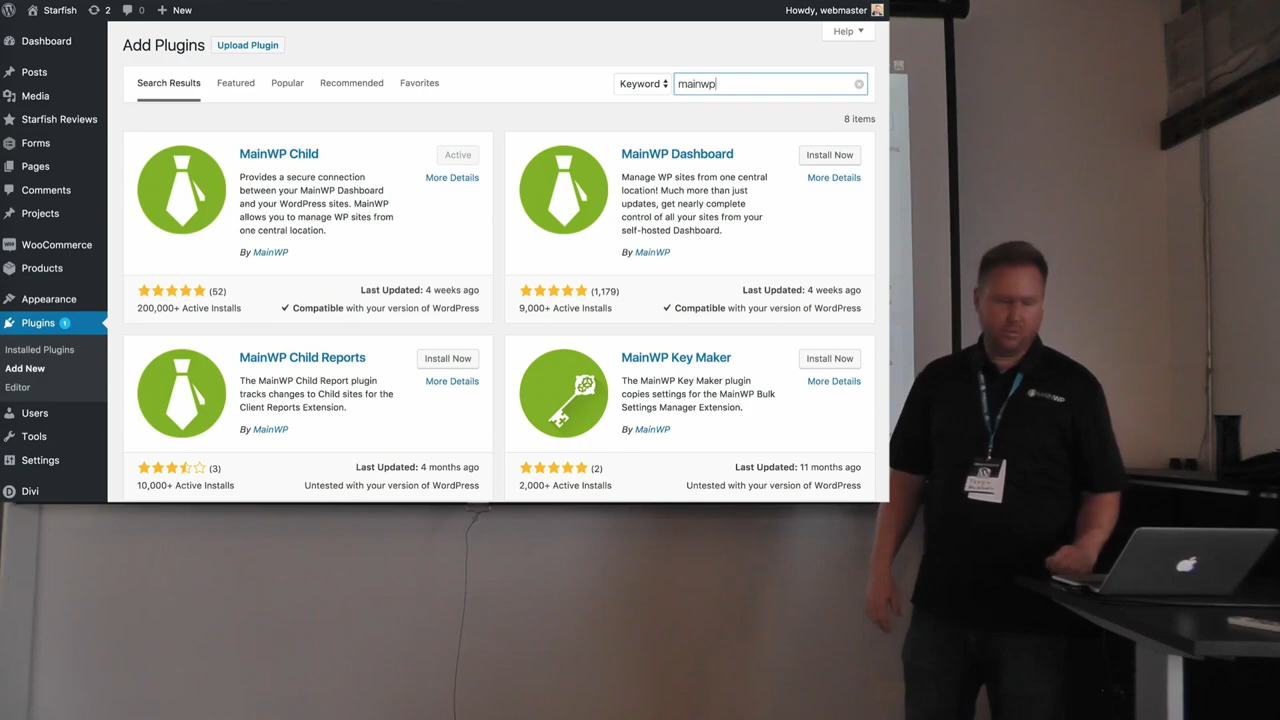 Starfish
2
0
New
Howdy, webmaster
Dashboard
Posts
Media
Starfish Reviews
Forms
Pages
Comments
Projects
WooCommerce
Products
Appearance
Plugins 1
Installed Plugins
Add New
Editor
Users
Tools
Settings
Divi
Add Plugins
Upload Plugin
Help
Search Results
Featured
Popular
Recommended
Favorites
Keyword
mainwp
8 items
MainWP Child
Active
More Details
Provides a secure connection
between your MainWP Dashboard
and your WordPress sites. MainWP
allows you to manage WP sites from
one central location.
By MainWP
(52)
200,000+ Active Installs
Last Updated: 4 weeks ago
Compatible with your version of WordPress
MainWP Dashboard
Install Now
More Details
Manage WP sites from one central
location! Much more than just
updates, get nearly complete
control of all your sites from your
self-hosted Dashboard.
By MainWP
(1,179)
9,000+ Active Installs
Last Updated: 4 weeks ago
Compatible with your version of WordPress
MainWP Child Reports
Install Now
More Details
The MainWP Child Report plugin
tracks changes to Child sites for the
Client Reports Extension.
By MainWP
(3)
10,000+ Active Installs
Last Updated: 4 months ago
Untested with your version of WordPress
MainWP Key Maker
Install Now
More Details
The MainWP Key Maker plugin
copies settings for the MainWP Bulk
Settings Manager Extension.
By MainWP
(2)
2,000+ Active Installs
Last Updated: 11 months ago
Untested with your version of WordPress
MAINWP